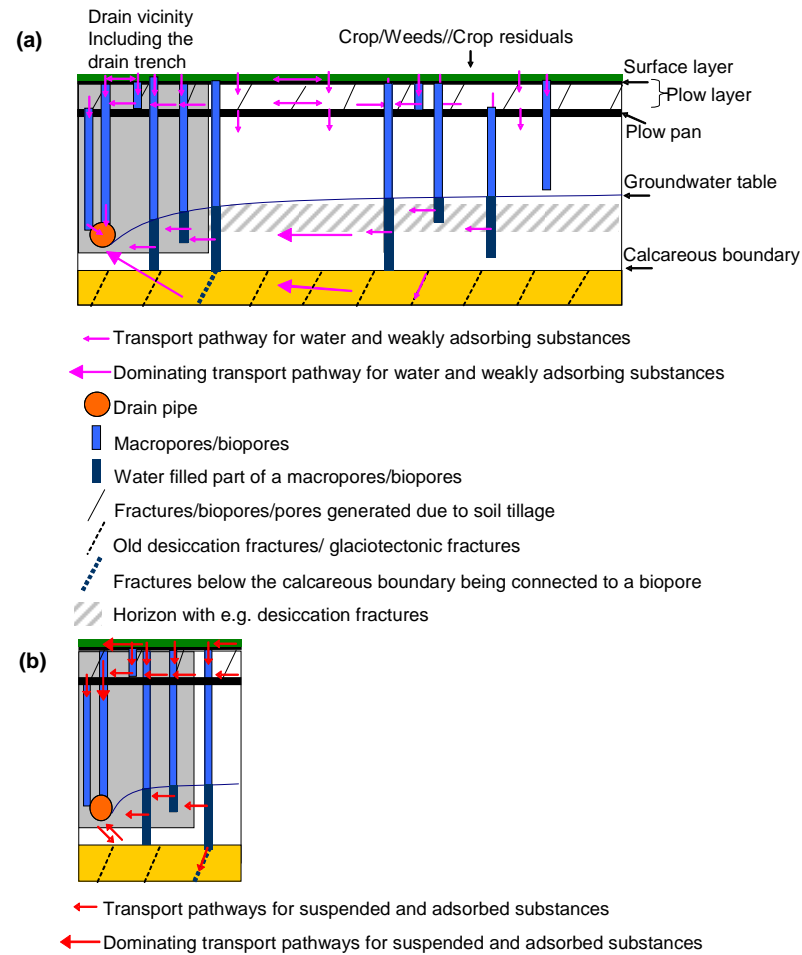 (a)
Drain vicinity
Including the
drain trench
Crop/Weeds//Crop residuals
Surface layer
Plow layer
Plow pan
Groundwater table
Calcareous boundary
Transport pathway for water and weakly adsorbing substances
Dominating transport pathway for water and weakly adsorbing substances
Drain pipe
Macropores/biopores
Water filled part of a macropores/biopores
Fractures/biopores/pores generated due to soil tillage
Old desiccation fractures/ glaciotectonic fractures
Fractures below the calcareous boundary being connected to a biopore
Horizon with e.g. desiccation fractures
(b)
Transport pathways for suspended and adsorbed substances
Dominating transport pathways for suspended and adsorbed substances